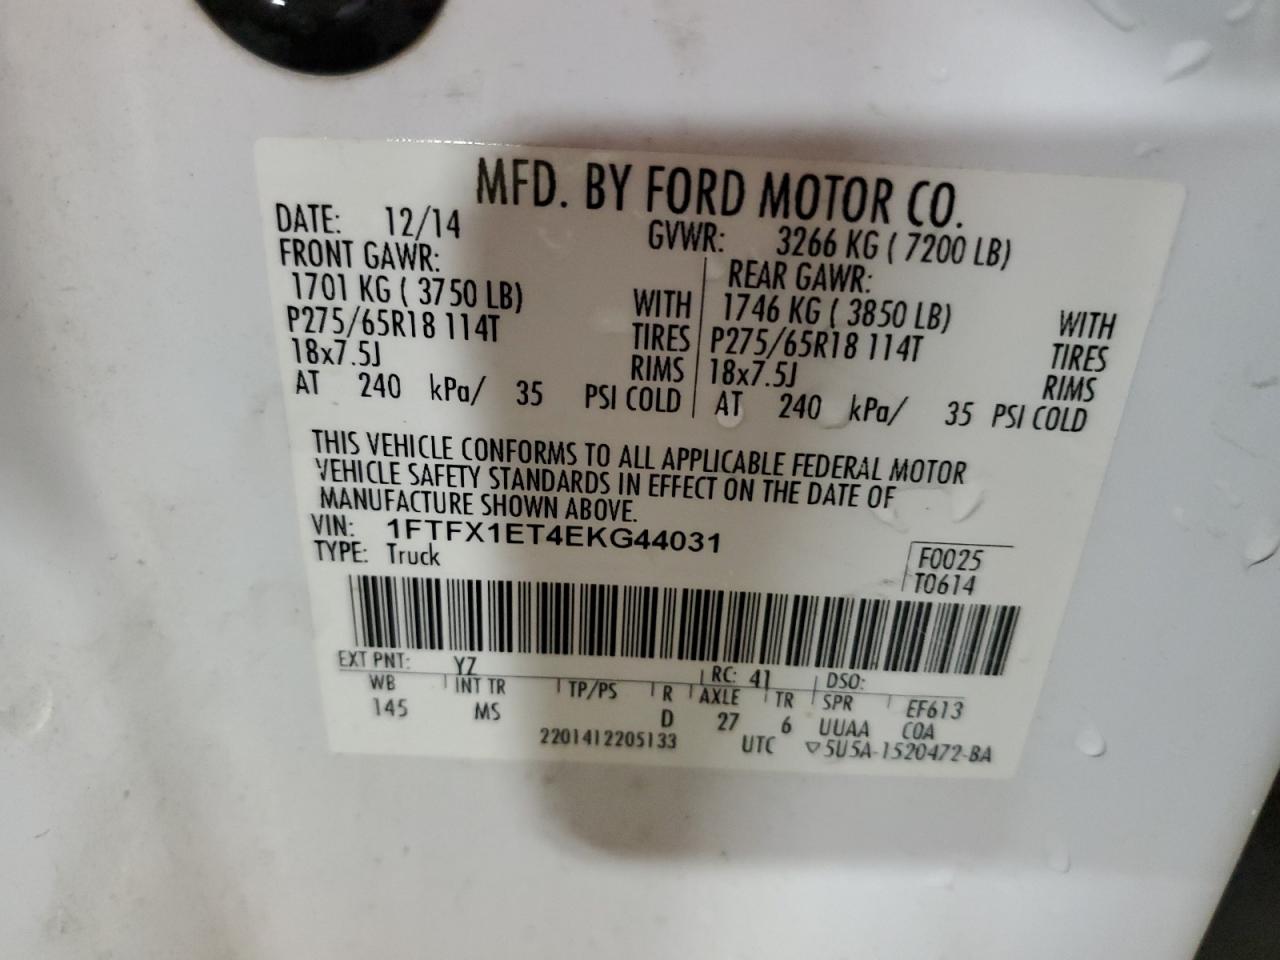 MFD. BY FORD MOTOR CO.
DATE: 12/14 GVWR: 3266 KG ( 7200 LB)
FRONT GAWR: REAR GAWR:
1701 KG ( 3750 LB) WITH 1746 KG ( 3850 LB) WITH
P275/65R18 114T TIRES P275/65R18 114T TIRES
18x7.5J RIMS 18x7.5J RIMS
AT 240 kPa/ 35 PSI COLD AT 240 kPa/ 35 PSI COLD
THIS VEHICLE CONFORMS TO ALL APPLICABLE FEDERAL MOTOR
VEHICLE SAFETY STANDARDS IN EFFECT ON THE DATE OF
MANUFACTURE SHOWN ABOVE.
VIN: 1FTFX1ET4EKG44031
TYPE: Truck
F0025
T0614
EXT PNT: YZ RC: 41 DSO:
WB INT TR TP/PS R AXLE TR SPR EF613
145 MS D 27 6 UUAA COA
2201412205133 UTC ▽5U5A-1520472-BA